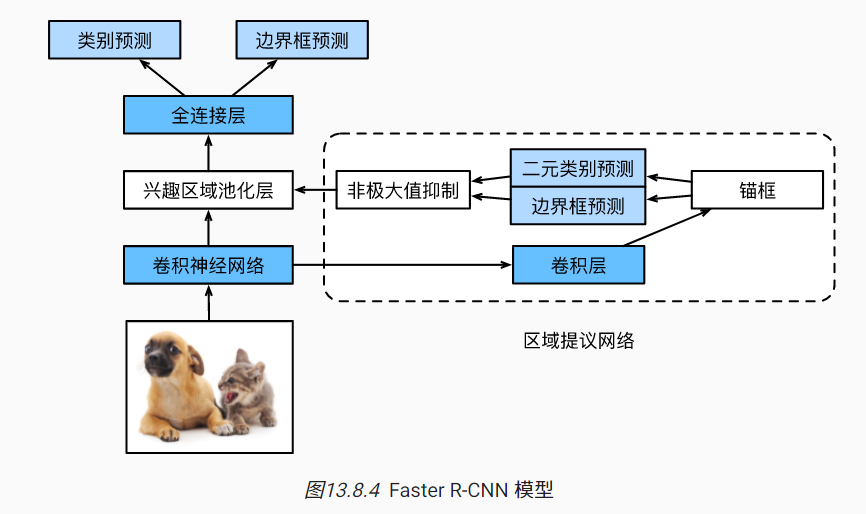 类别预测
边界框预测
全连接层
兴趣区域池化层
非极大值抑制
二元类别预测
边界框预测
锚框
卷积神经网络
卷积层
区域提议网络
图13.8.4 Faster R-CNN 模型